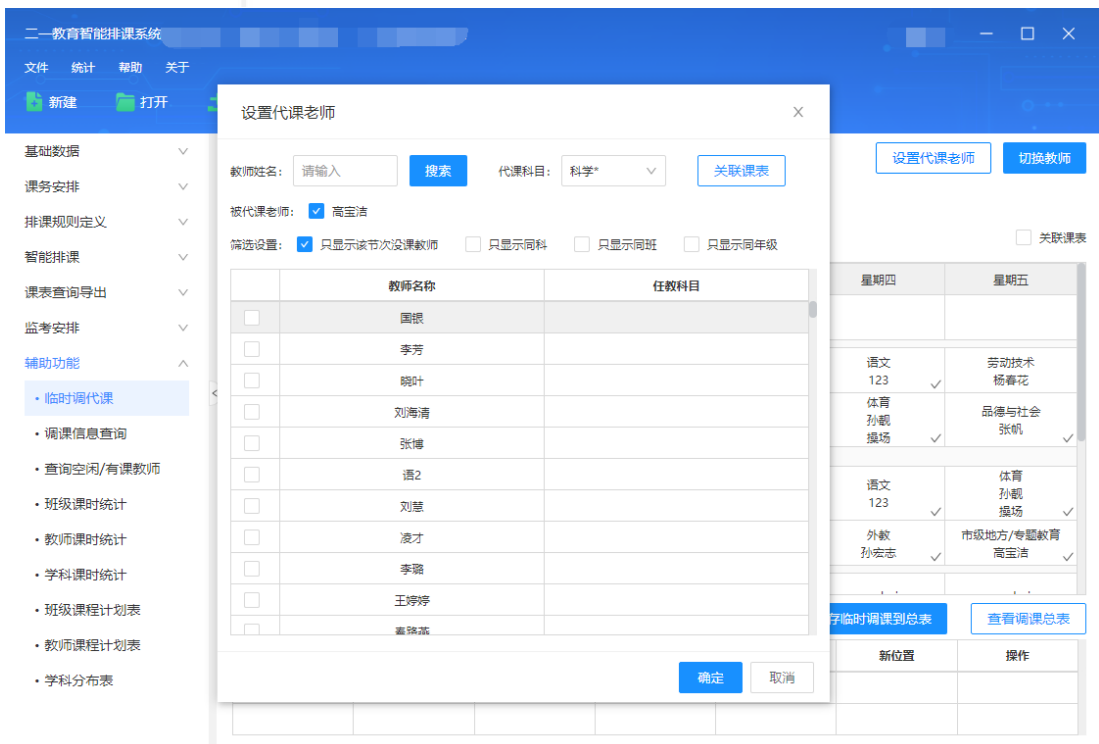 二一教育智能排课系统
文件 统计 帮助 关于
新建 打开
基础数据
课务安排
排课规则定义
智能排课
课表查询导出
监考安排
辅助功能
• 临时调代课
• 调课信息查询
• 查询空闲/有课教师
• 班级课时统计
• 教师课时统计
• 学科课时统计
• 班级课程计划表
• 教师课程计划表
• 学科分布表
设置代课老师
教师姓名: 请输入 搜索 代课科目: 科学* 关联课表
被代课老师: 高宝洁
筛选设置: 只显示该节次没课教师 只显示同科 只显示同班 只显示同年级
教师名称 任教科目
国银
李芳
晓叶
刘海清
张博
语2
刘慧
凌才
李璐
王婷婷
确定 取消
设置代课老师 切换教师
关联课表
星期四 星期五
语文 劳动技术
123 杨春花
体育 品德与社会
孙靓 张帆
操场
语文 体育
123 孙靓
操场
外教 市级地方/专题教育
孙宏志 高宝洁
存临时调课到总表 查看调课总表
新位置 操作